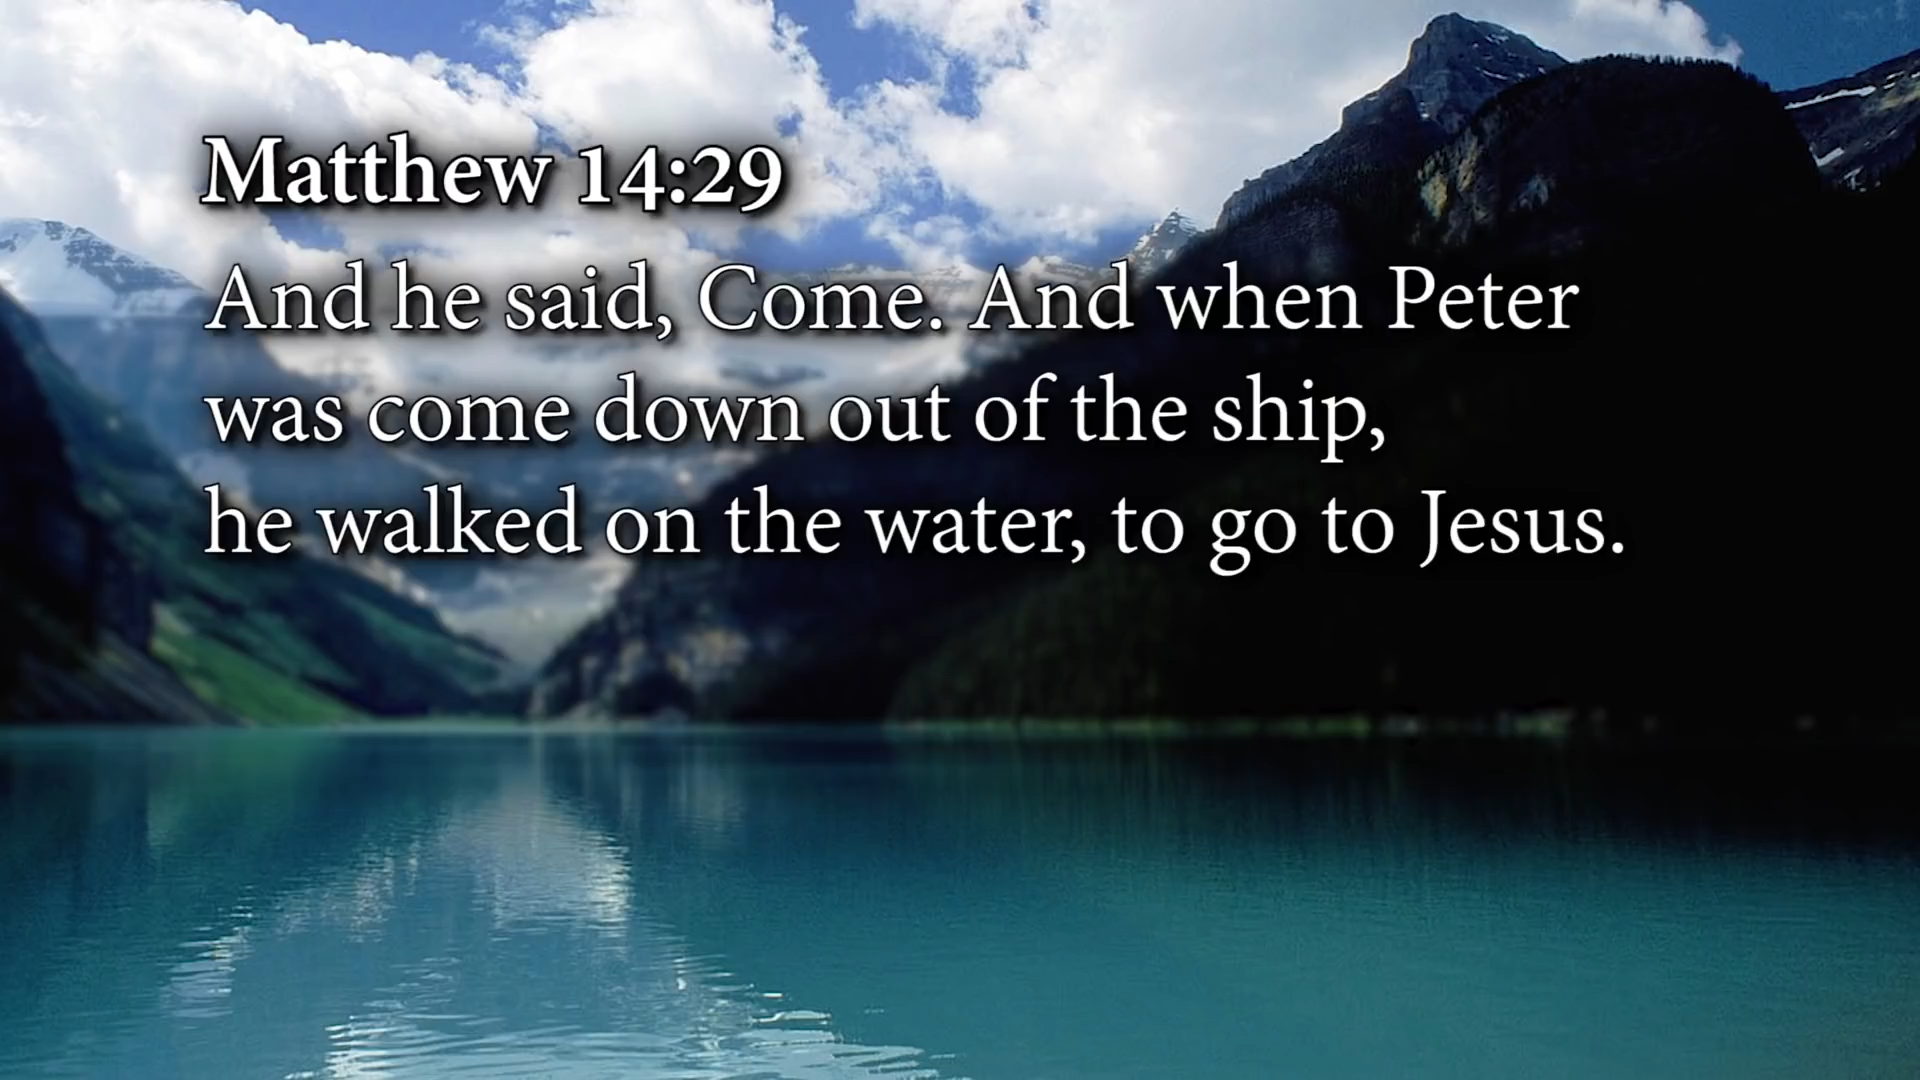 Matthew 14:29
And he said, Come. And when Peter
was come down out of the ship,
he walked on the water, to go to Jesus.